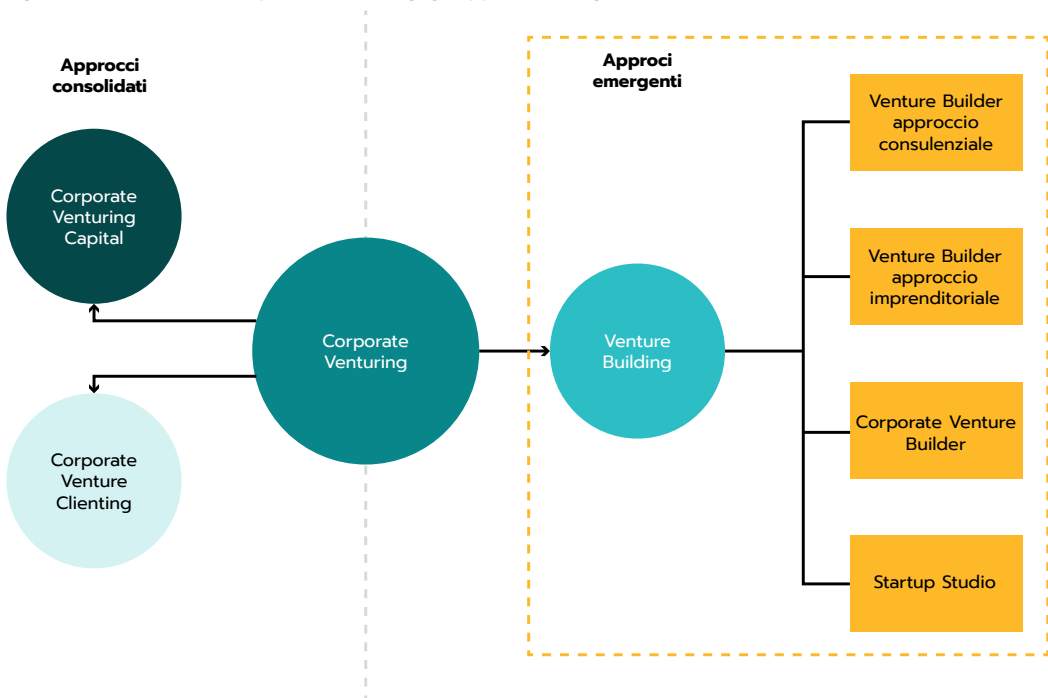 Approcci
consolidati
Corporate
Venturing
Capital
Corporate
Venture
Clienting
Corporate
Venturing
Approci
emergenti
Venture
Building
Venture Builder
approccio
consulenziale
Venture Builder
approccio
imprenditoriale
Corporate Venture
Builder
Startup Studio